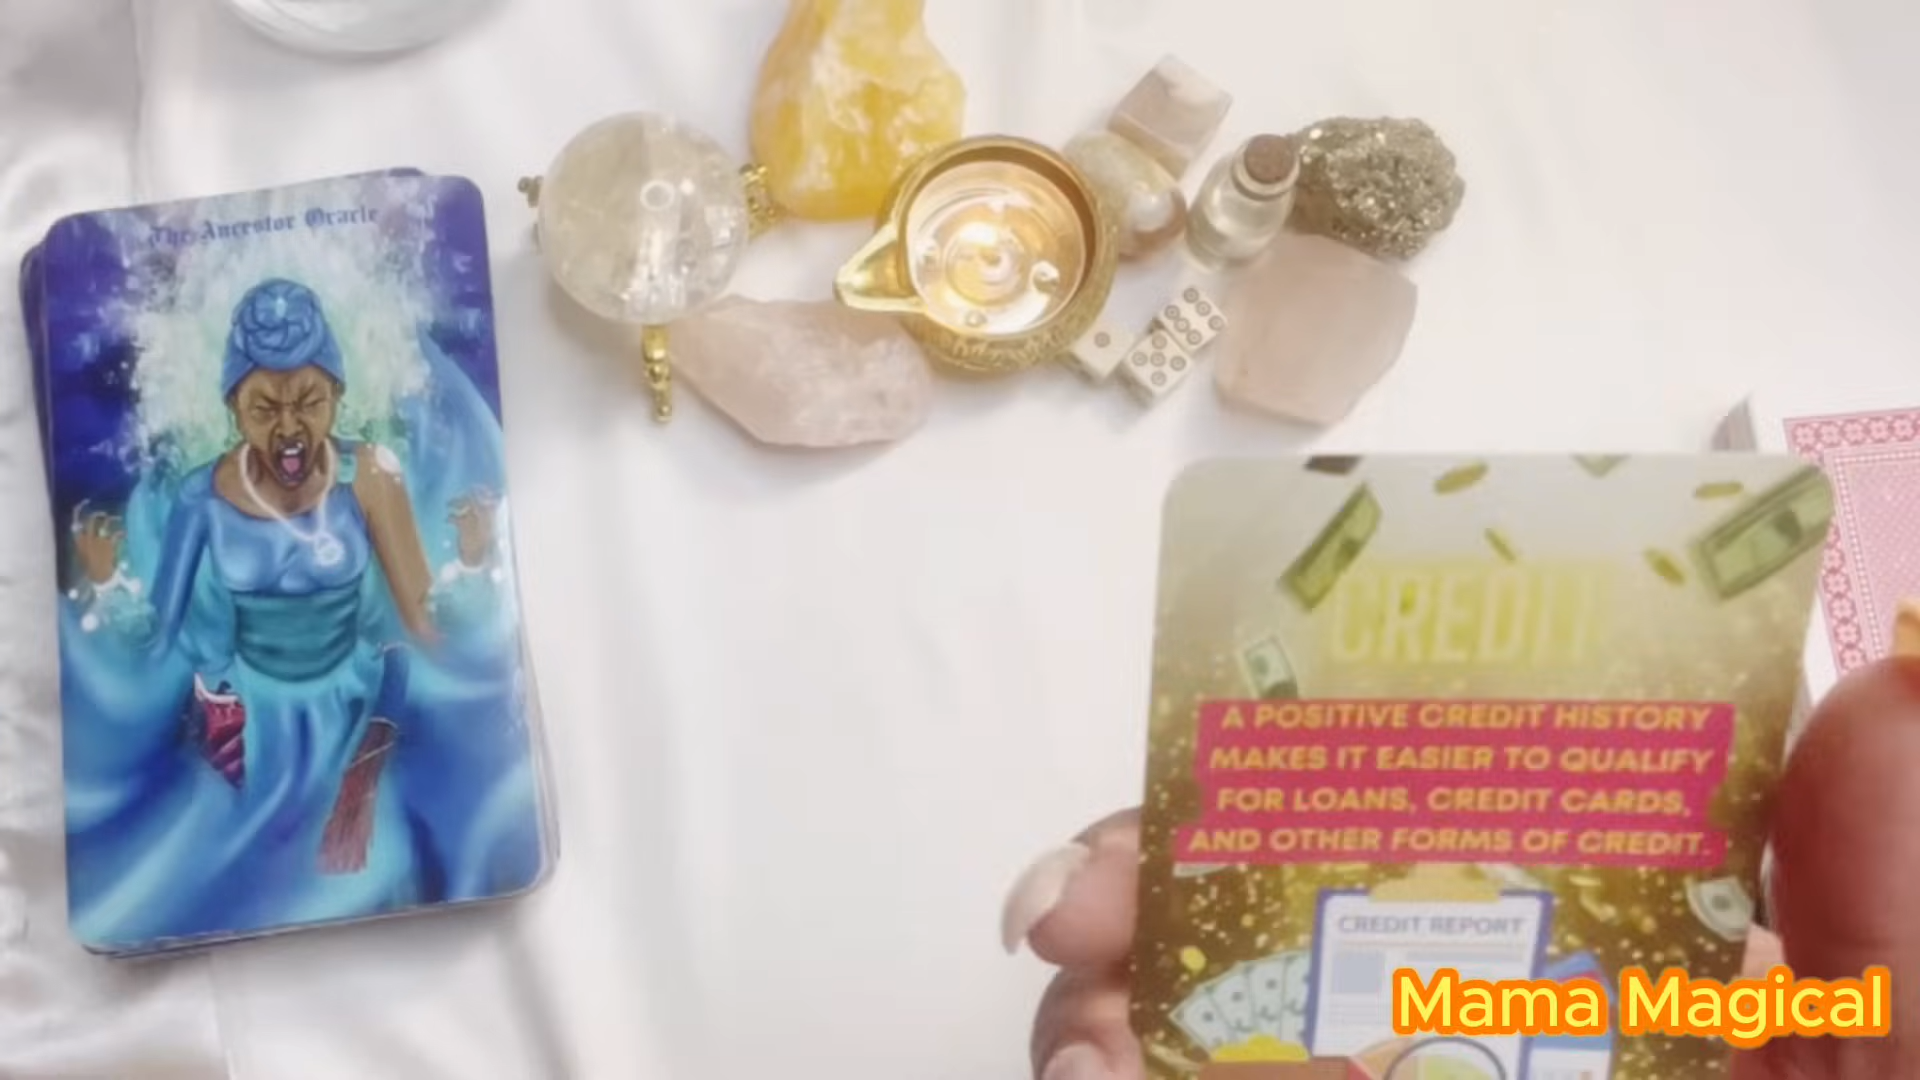 The Ancestor Oracle
CREDIT
A POSITIVE CREDIT HISTORY
MAKES IT EASIER TO QUALIFY
FOR LOANS, CREDIT CARDS,
AND OTHER FORMS OF CREDIT.
CREDIT REPORT
Mama Magical